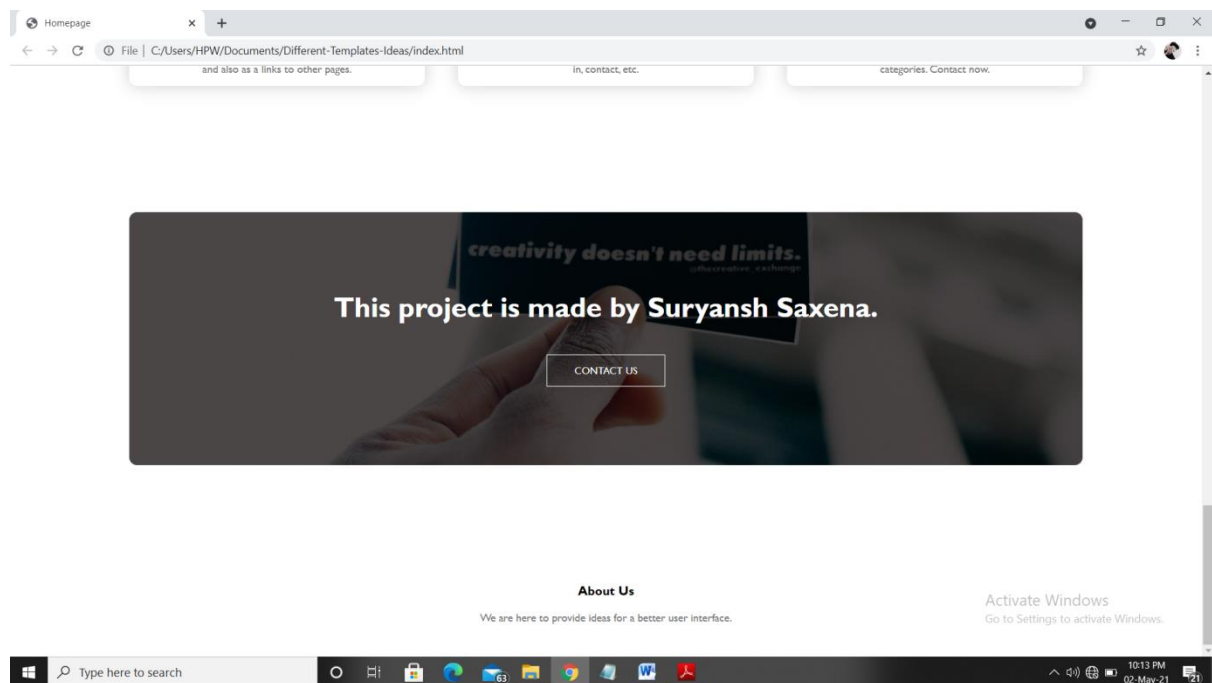 Homepage
File | C:/Users/HPW/Documents/Different-Templates-Ideas/index.html
and also as a links to other pages.
in, contact, etc.
categories. Contact now.
creativity doesn't need limits.
@thecreative_exchange
This project is made by Suryansh Saxena.
CONTACT US
About Us
We are here to provide ideas for a better user interface.
Activate Windows
Go to Settings to activate Windows.
Type here to search
63
W
10:13 PM
02-May-21
21